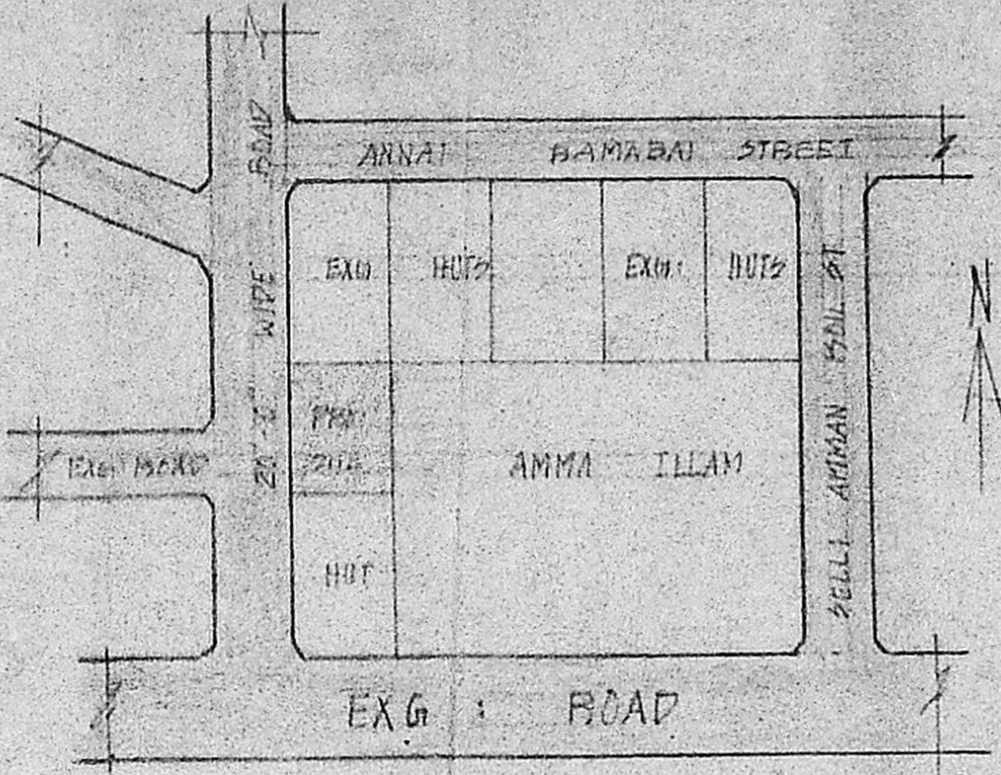 ANNAI RAMABAI STREET
WIDE ROAD
EXG: HUTS EXG: HUTS
SELLI AMMAN KOIL ST
N
EXG: ROAD
AMMA ILLAM
HUT
EXG : ROAD